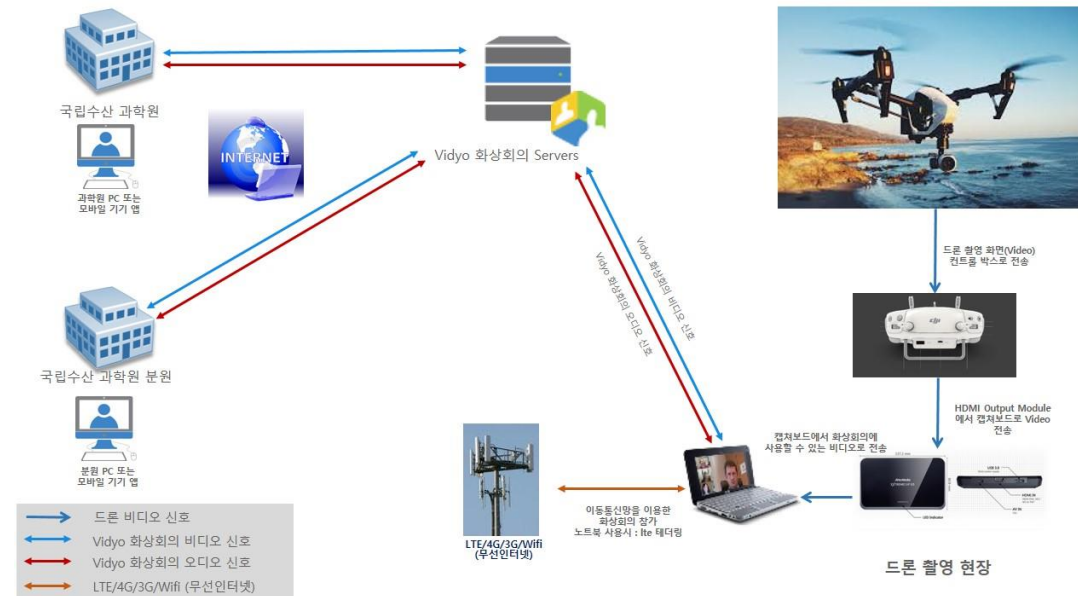 국립수산 과학원
과학원 PC 또는
모바일 기기 앱
INTERNET
Vidyo 화상회의 Servers
국립수산 과학원 분원
분원 PC 또는
모바일 기기 앱
Vidyo 화상회의 비디오 신호
Vidyo 화상회의 오디오 신호
드론 촬영 화면(Video)
컨트롤 박스로 전송
HDMI Output Module
에서 캡쳐보드로 Video
전송
캡쳐보드에서 화상회의에
사용할 수 있는 비디오로 전송
이동통신망을 이용한
화상회의 참가
노트북 사용시 : lte 테더링
LTE/4G/3G/Wifi
(무선인터넷)
드론 촬영 현장
드론 비디오 신호
Vidyo 화상회의 비디오 신호
Vidyo 화상회의 오디오 신호
LTE/4G/3G/Wifi (무선인터넷)